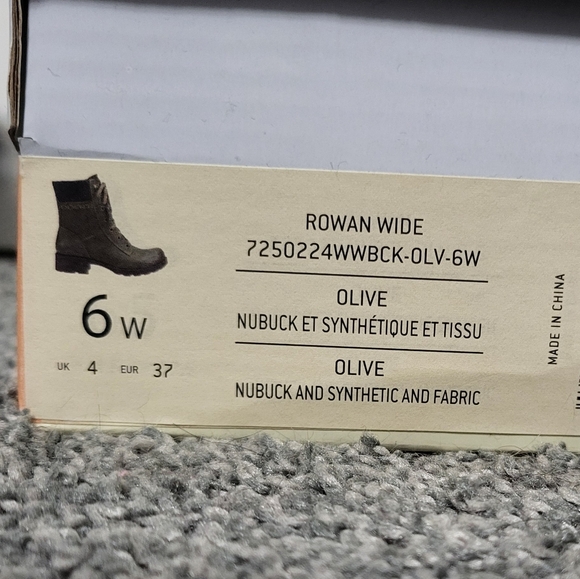 ROWAN WIDE
7250224WWBCK-OLV-6W
OLIVE
NUBUCK ET SYNTHÉTIQUE ET TISSU
OLIVE
NUBUCK AND SYNTHETIC AND FABRIC
6 W
UK 4 EUR 37
MADE IN CHINA